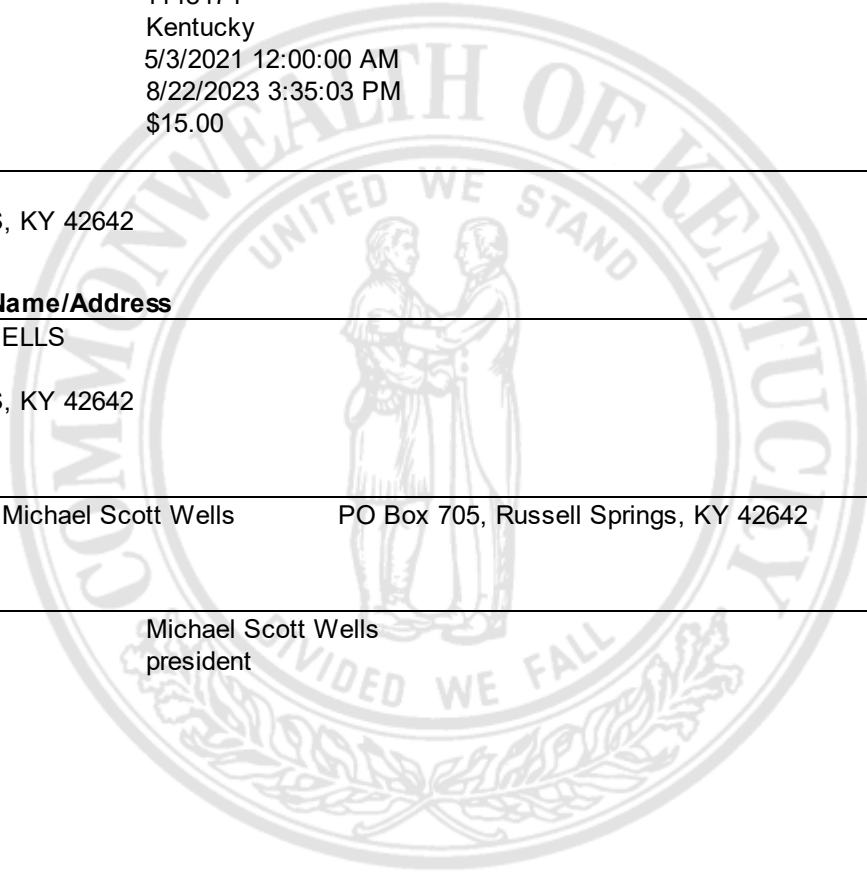 Kentucky
5/3/2021 12:00:00 AM
8/22/2023 3:35:03 PM
$15.00
, KY 42642
Name/Address
ELLS
, KY 42642
Michael Scott Wells PO Box 705, Russell Springs, KY 42642
Michael Scott Wells
president
COMMONWEALTH OF KENTUCKY
UNITED WE STAND
DIVIDED WE FALL